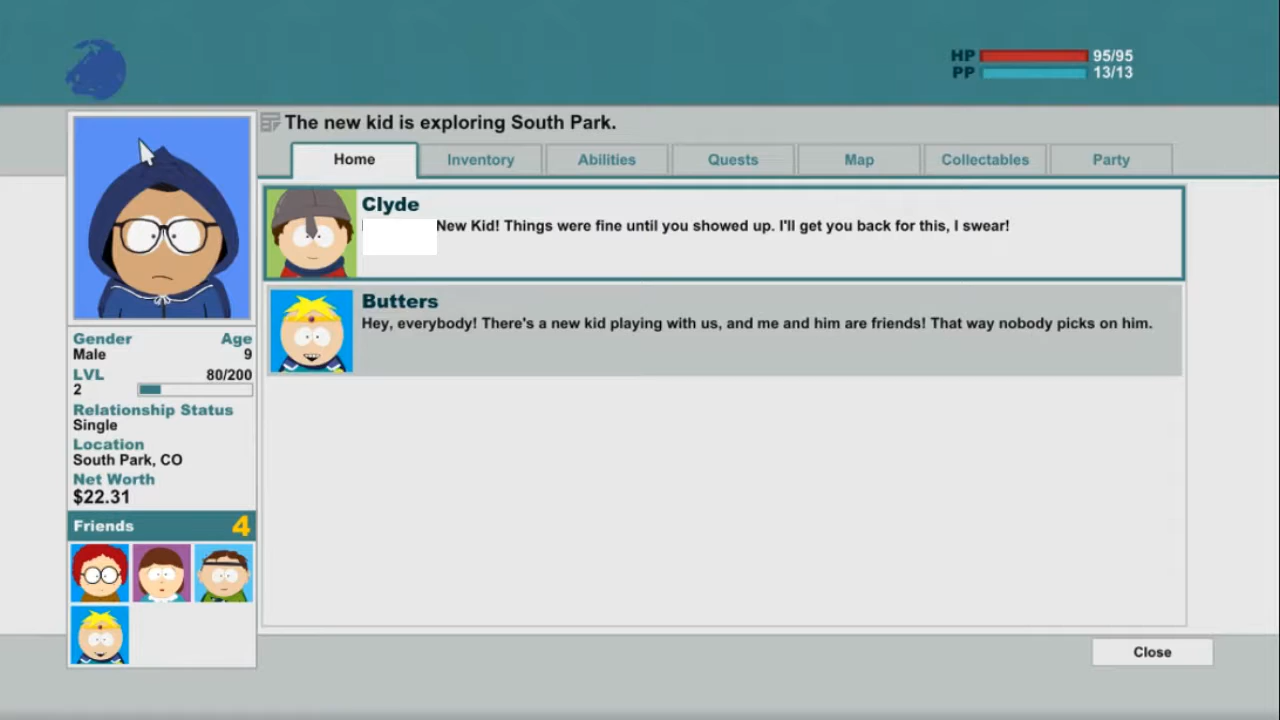 HP 95/95
PP 13/13
The new kid is exploring South Park.
Home Inventory Abilities Quests Map Collectables Party
Clyde
New Kid! Things were fine until you showed up. I'll get you back for this, I swear!
Butters
Hey, everybody! There's a new kid playing with us, and me and him are friends! That way nobody picks on him.
Gender Age
Male 9
LVL 80/200
2
Relationship Status
Single
Location
South Park, CO
Net Worth
$22.31
Friends 4
Close